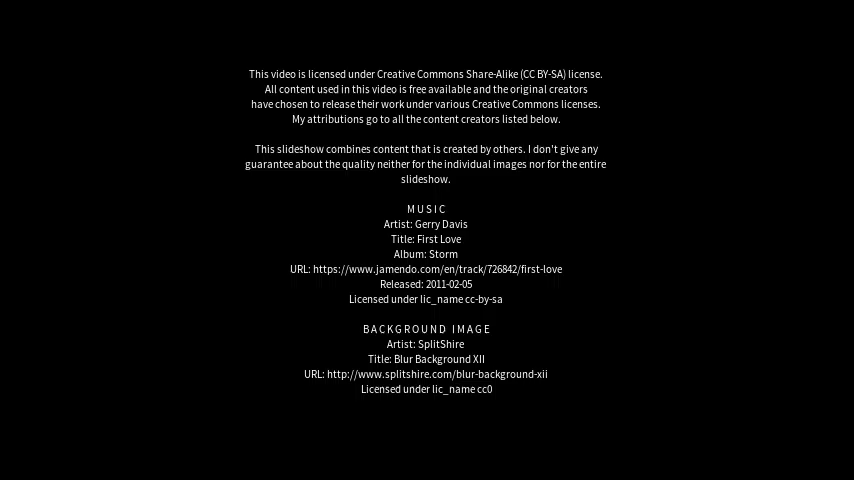 This video is licensed under Creative Commons Share-Alike (CC BY-SA) license.
All content used in this video is free available and the original creators
have chosen to release their work under various Creative Commons licenses.
My attributions go to all the content creators listed below.
This slideshow combines content that is created by others. I don't give any
guarantee about the quality neither for the individual images nor for the entire
slideshow.
MUSIC
Artist: Gerry Davis
Title: First Love
Album: Storm
URL: https://www.jamendo.com/en/track/726842/first-love
Released: 2011-02-05
Licensed under lic_name cc-by-sa
BACKGROUND IMAGE
Artist: SplitShire
Title: Blur Background XII
URL: http://www.splitshire.com/blur-background-xii
Licensed under lic_name cc0